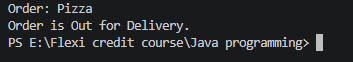 Order: Pizza
Order is Out for Delivery.
PS E:\Flexi credit course\Java programming>